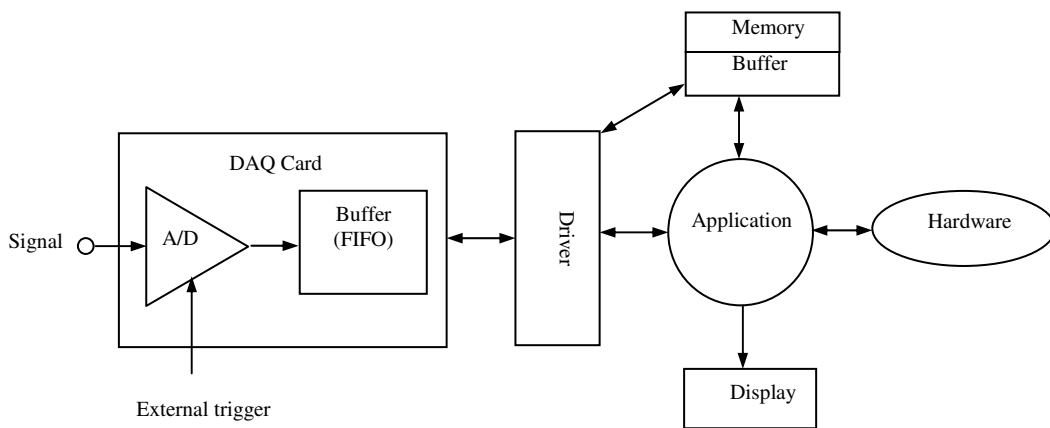 Memory
Buffer
DAQ Card
Signal
A/D
Buffer
(FIFO)
Driver
Application
Hardware
Display
External trigger